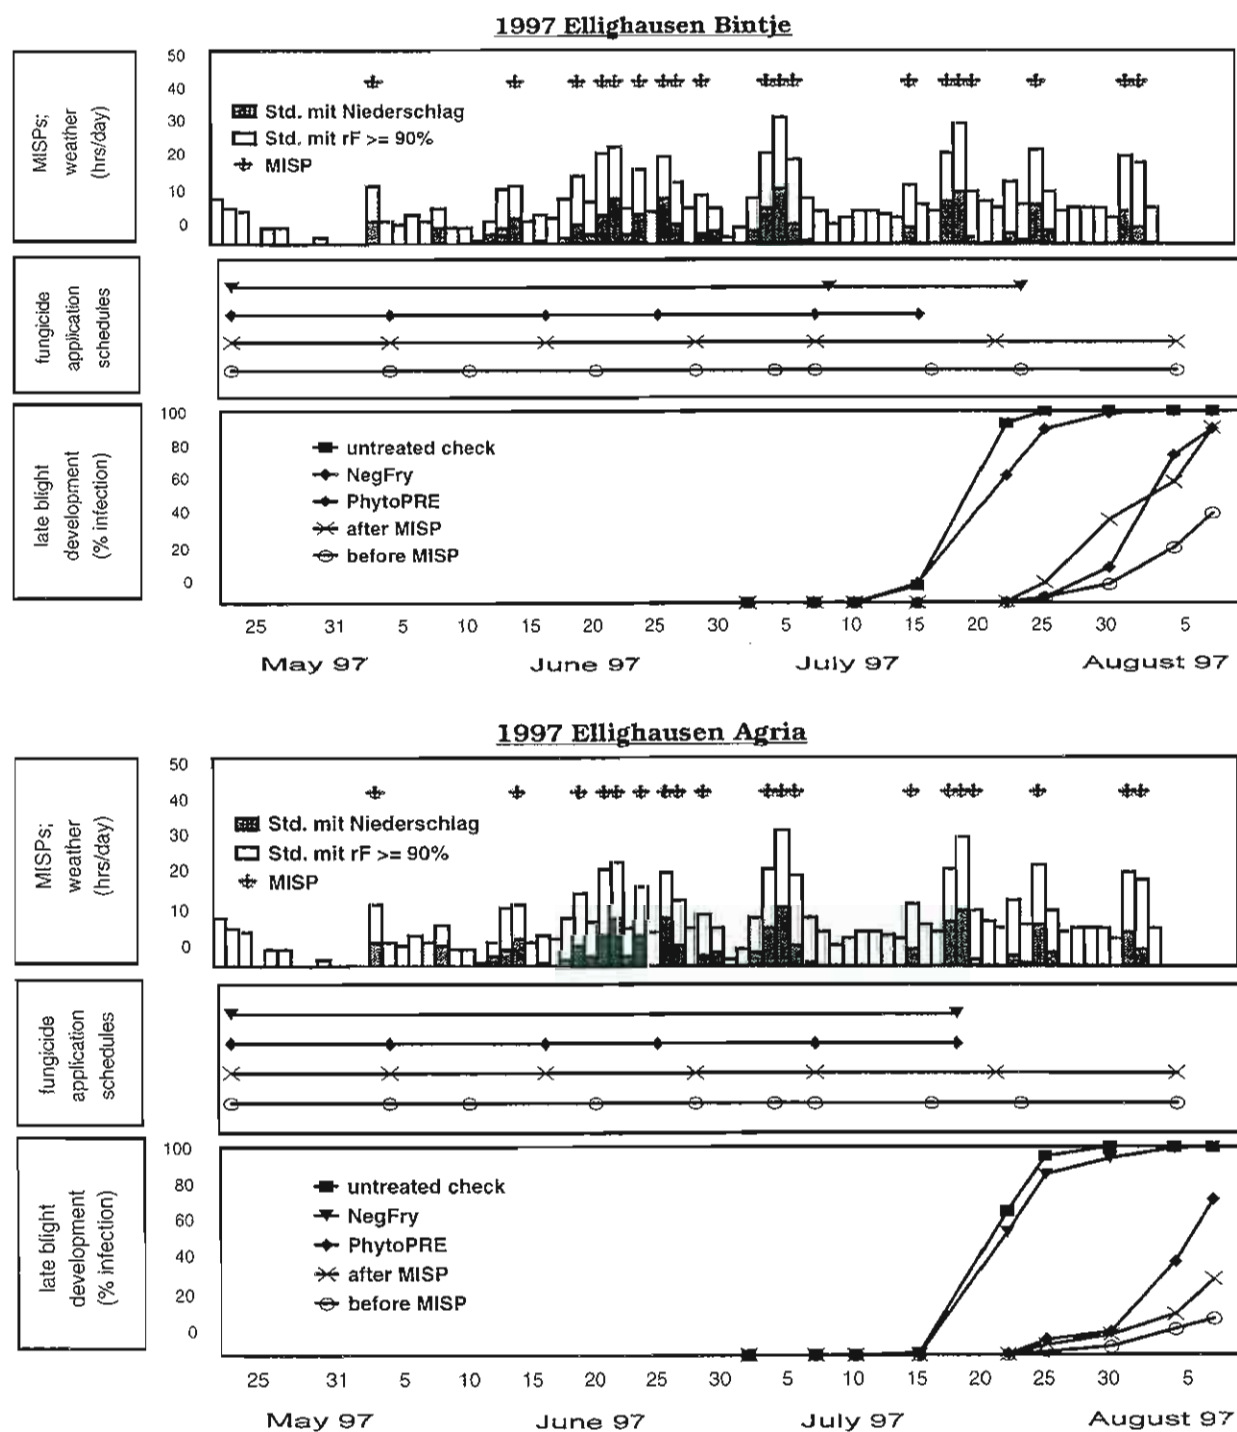 1997 Ellighausen Bintje
MISPs;
weather
(hrs/day)
50
40
30
20
10
0
Std. mit Niederschlag
Std. mit rF >= 90%
MISP
fungicide
application
schedules
late blight
development
(% infection)
100
80
60
40
20
0
untreated check
NegFry
PhytoPRE
after MISP
before MISP
25 31 5 10 15 20 25 30 5 10 15 20 25 30 5
May 97 June 97 July 97 August 97
1997 Ellighausen Agria
MISPs;
weather
(hrs/day)
50
40
30
20
10
0
Std. mit Niederschlag
Std. mit rF >= 90%
MISP
fungicide
application
schedules
late blight
development
(% infection)
100
80
60
40
20
0
untreated check
NegFry
PhytoPRE
after MISP
before MISP
25 31 5 10 15 20 25 30 5 10 15 20 25 30 5
May 97 June 97 July 97 August 97